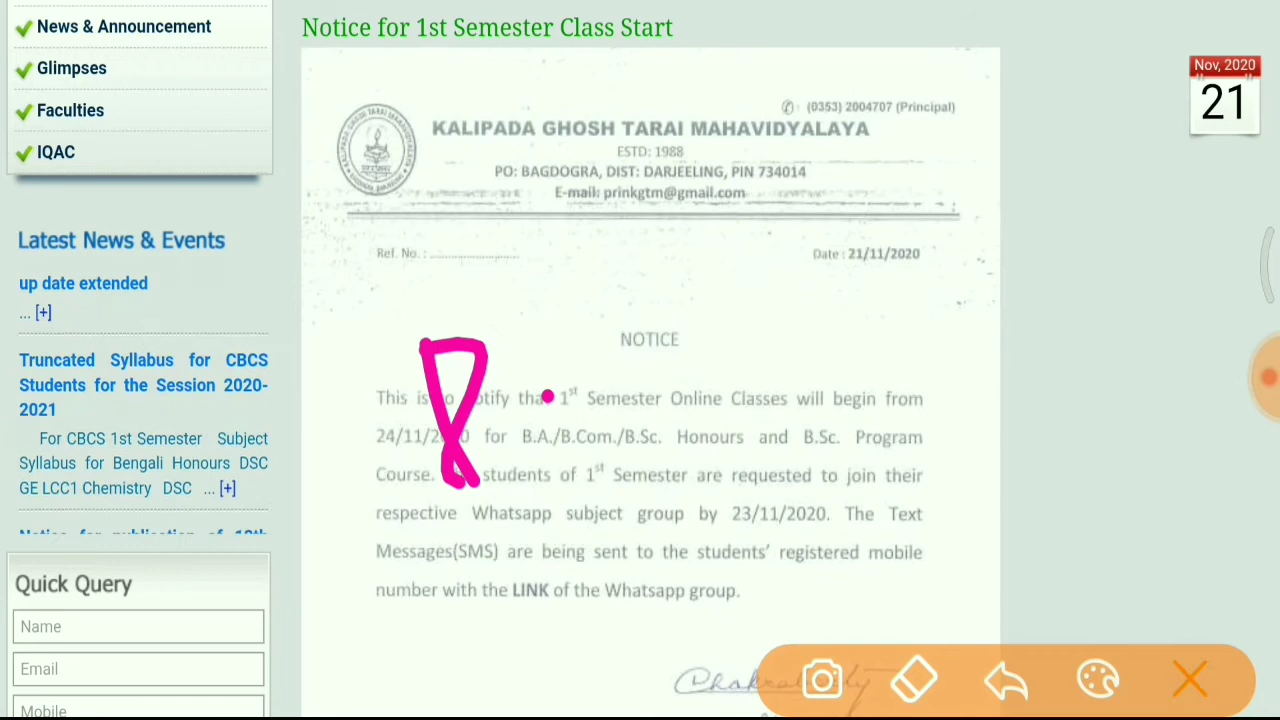 News & Announcement
Glimpses
Faculties
IQAC
Latest News & Events
up date extended
... [+]
Truncated Syllabus for CBCS
Students for the Session 2020-
2021
For CBCS 1st Semester Subject
Syllabus for Bengali Honours DSC
GE LCC1 Chemistry DSC ... [+]
Quick Query
Name
Email
Mobile
Notice for 1st Semester Class Start
Nov, 2020
21
(0353) 2004707 (Principal)
KALIPADA GHOSH TARAI MAHAVIDYALAYA
ESTD: 1988
PO: BAGDOGRA, DIST: DARJEELING, PIN 734014
E-mail: prinkgtm@gmail.com
Ref. No. : ........................
Date : 21/11/2020
NOTICE
This is to notify that 1st Semester Online Classes will begin from
24/11/2020 for B.A./B.Com./B.Sc. Honours and B.Sc. Program
Course. students of 1st Semester are requested to join their
respective Whatsapp subject group by 23/11/2020. The Text
Messages(SMS) are being sent to the students' registered mobile
number with the LINK of the Whatsapp group.